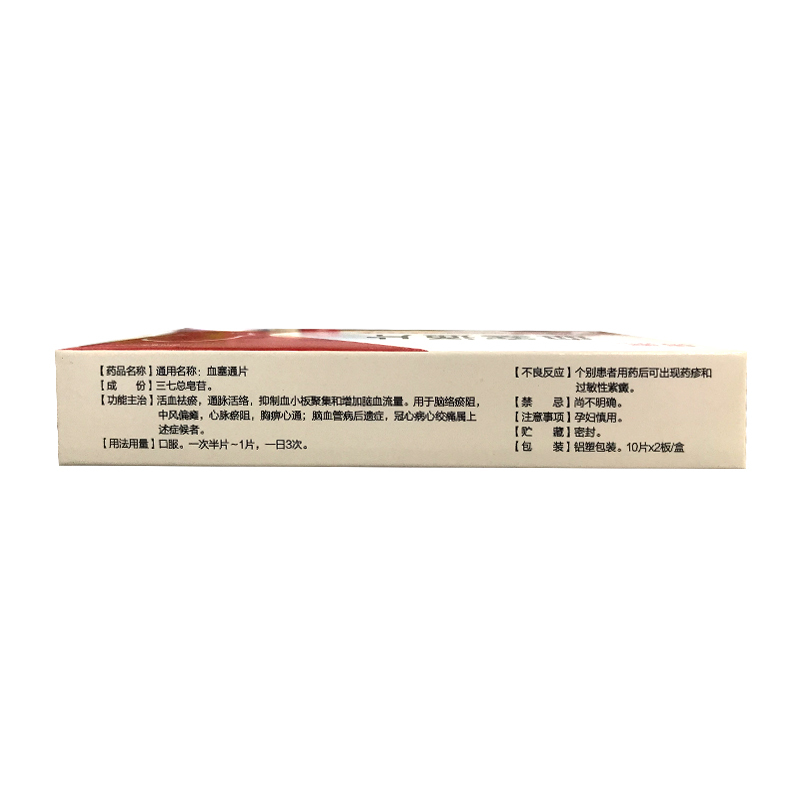 血塞通片
【药品名称】通用名称：血塞通片
【成　份】三七总皂苷。
【功能主治】活血祛瘀，通脉活络，抑制血小板聚集和增加脑血流量。用于脑络瘀阻，
中风偏瘫，心脉瘀阻，胸痹心通；脑血管病后遗症，冠心病心绞痛属上
述症候者。
【用法用量】口服。一次半片～1片，一日3次。
【不良反应】个别患者用药后可出现药疹和
过敏性紫癜。
【禁　忌】尚不明确。
【注意事项】孕妇慎用。
【贮　藏】密封。
【包　装】铝塑包装。10片x2板/盒